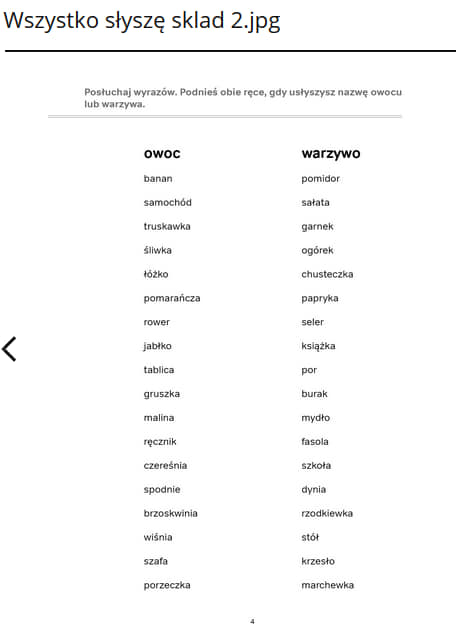 Wszystko słyszę sklad 2.jpg
Posłuchaj wyrazów. Podnieś obie ręce, gdy usłyszysz nazwę owocu
lub warzywa.
owoc warzywo
banan pomidor
samochód sałata
truskawka garnek
śliwka ogórek
łóżko chusteczka
pomarańcza papryka
rower seler
jabłko książka
tablica por
gruszka burak
malina mydło
ręcznik fasola
czereśnia szkoła
spodnie dynia
brzoskwinia rzodkiewka
wiśnia stół
szafa krzesło
porzeczka marchewka
4